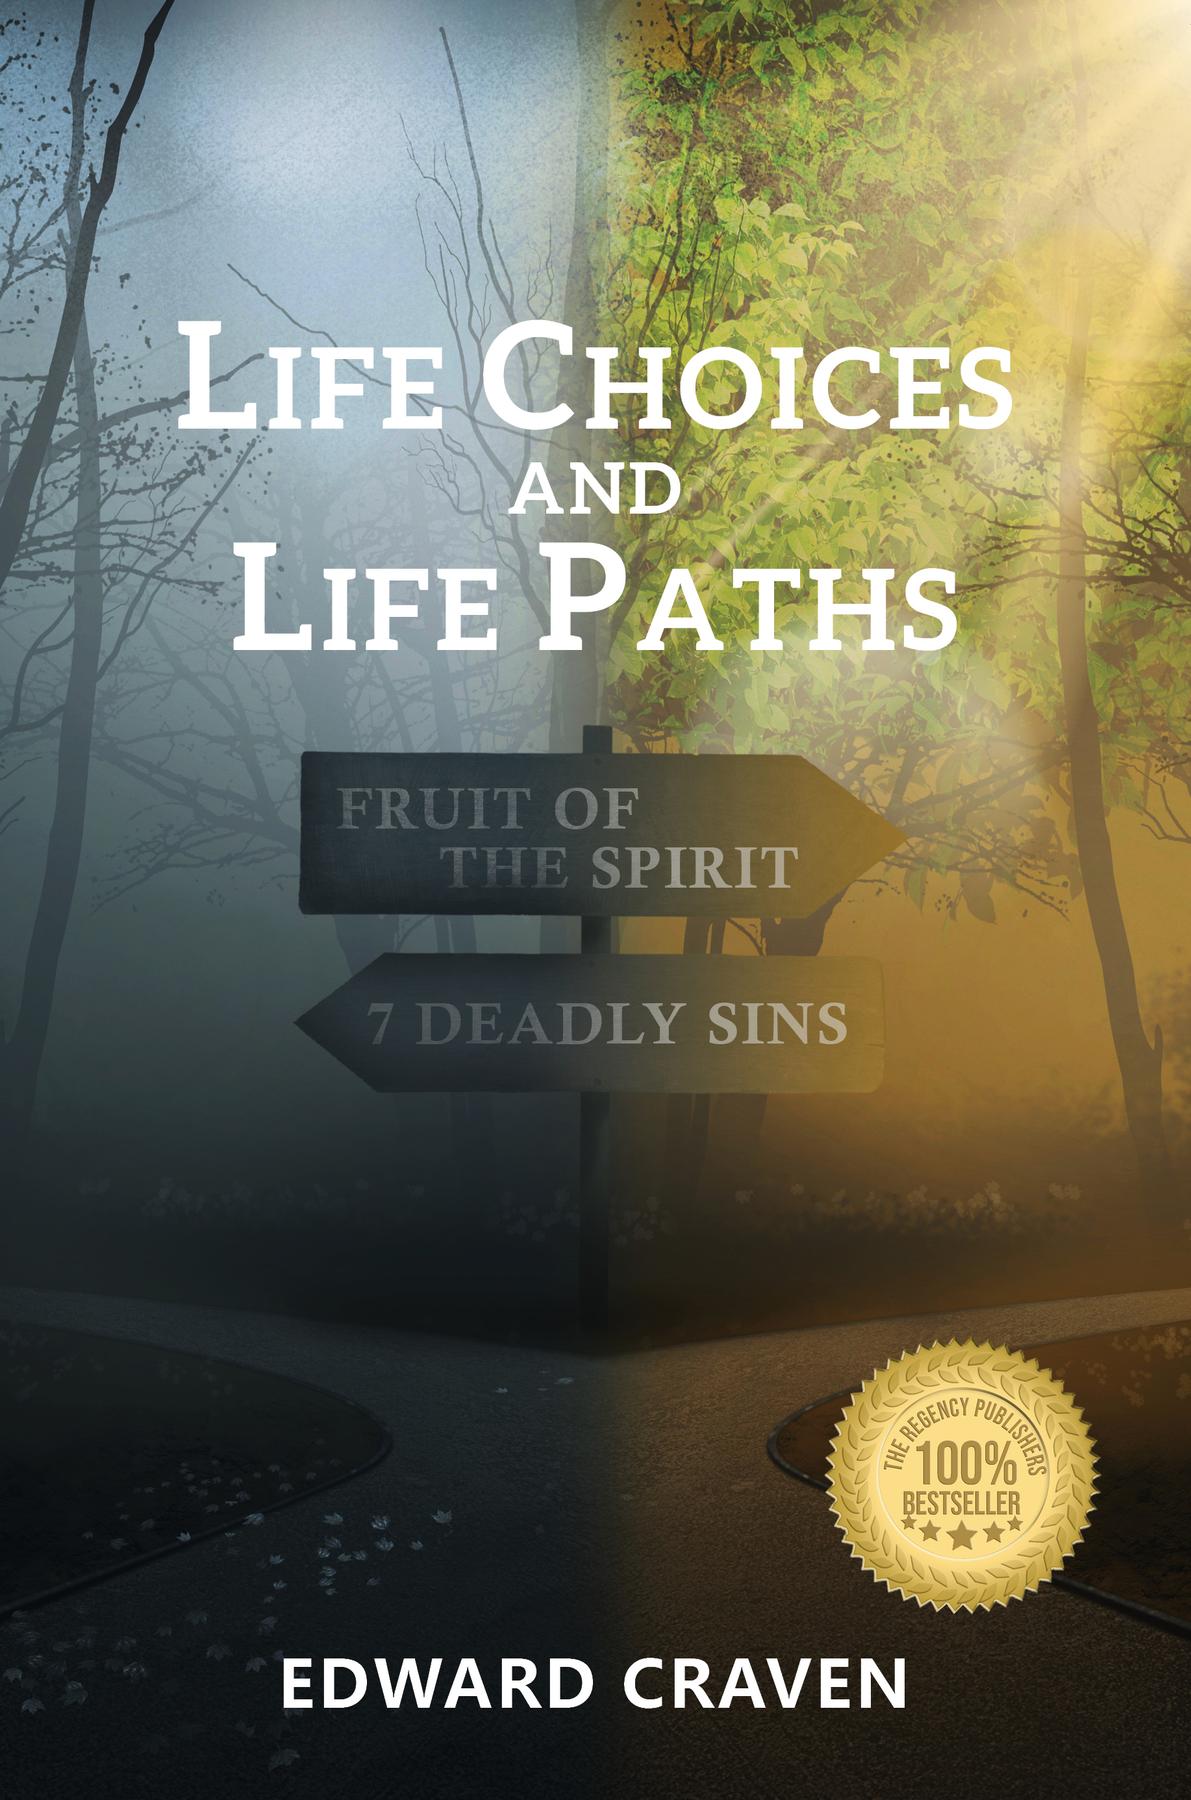 LIFE CHOICES
AND
LIFE PATHS
FRUIT OF
THE SPIRIT
7 DEADLY SINS
THE REGENCY PUBLISHERS
100%
BESTSELLER
EDWARD CRAVEN